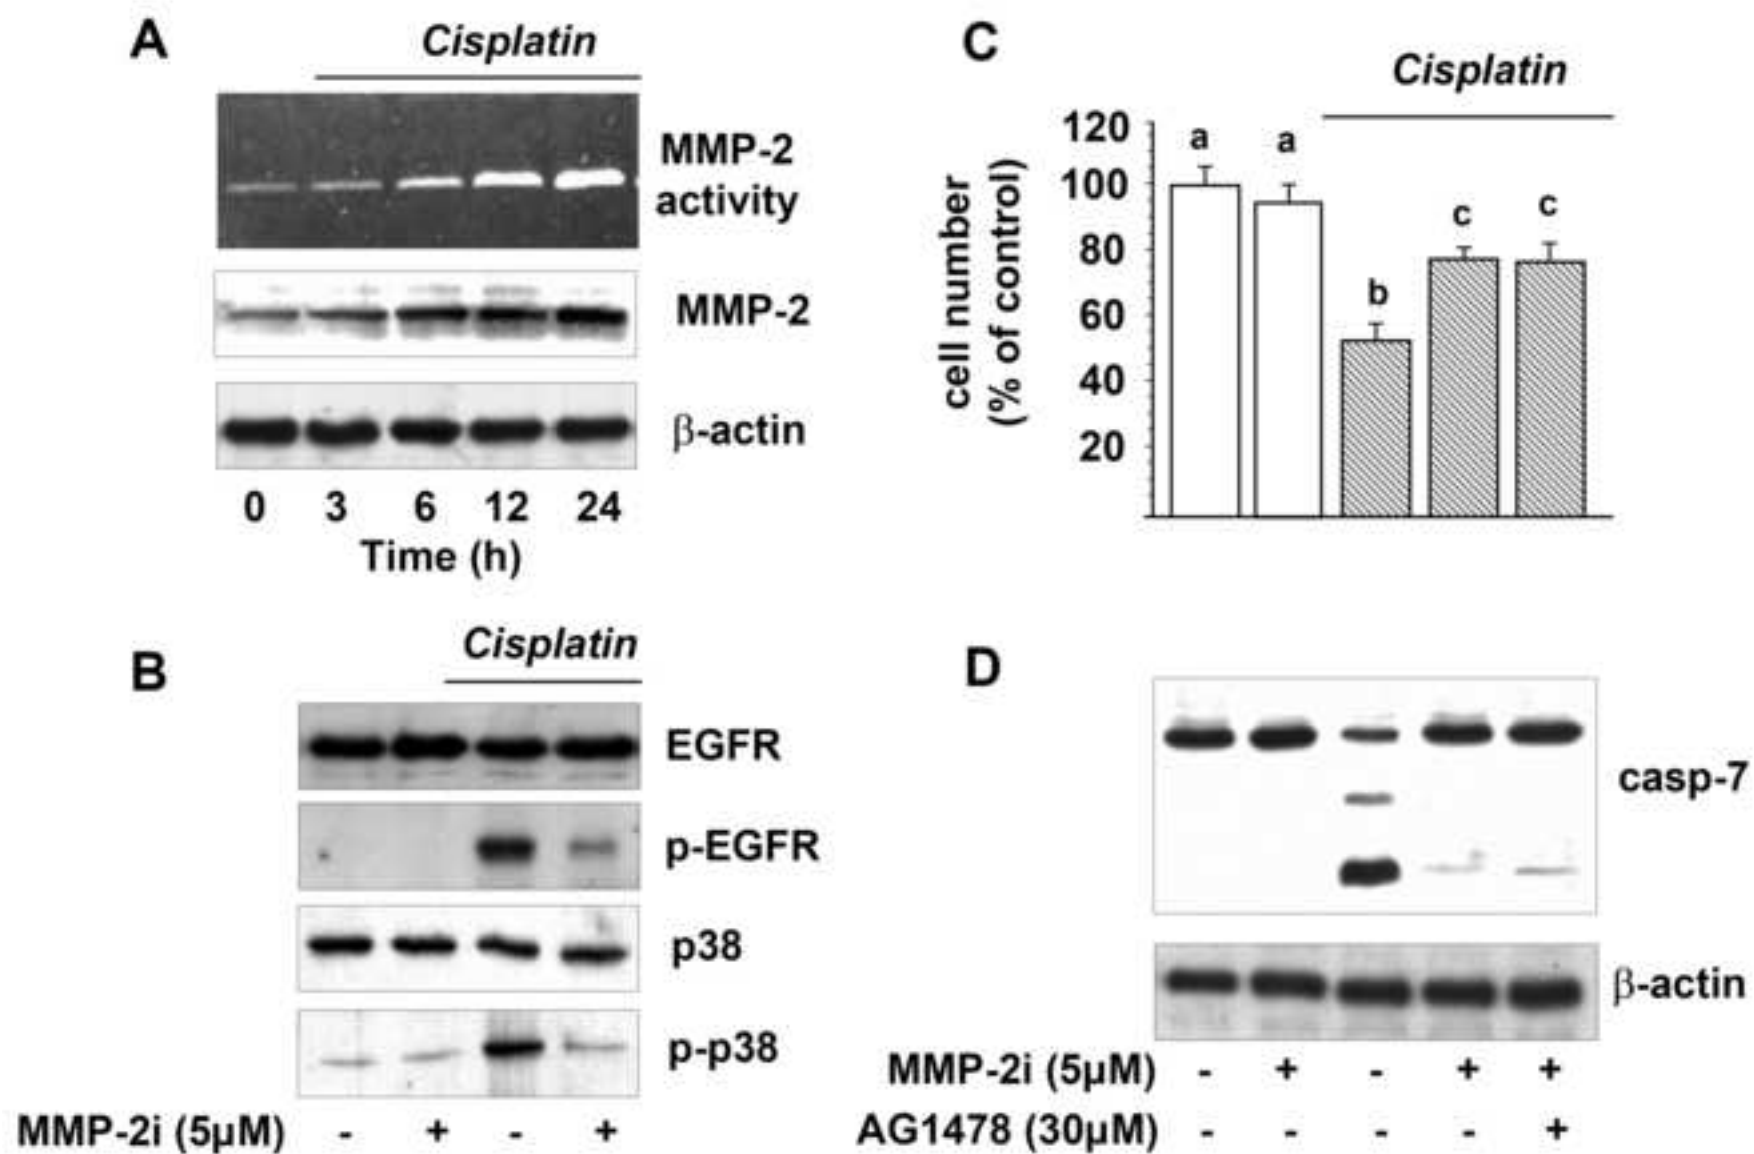 A
Cisplatin
MMP-2
activity
MMP-2
β-actin
0 3 6 12 24
Time (h)
B
Cisplatin
EGFR
p-EGFR
p38
p-p38
MMP-2i (5µM) - + - +
C
Cisplatin
cell number
(% of control)
120
100
80
60
40
20
a a b c c
D
casp-7
β-actin
MMP-2i (5µM) - + - + +
AG1478 (30µM) - - - - +